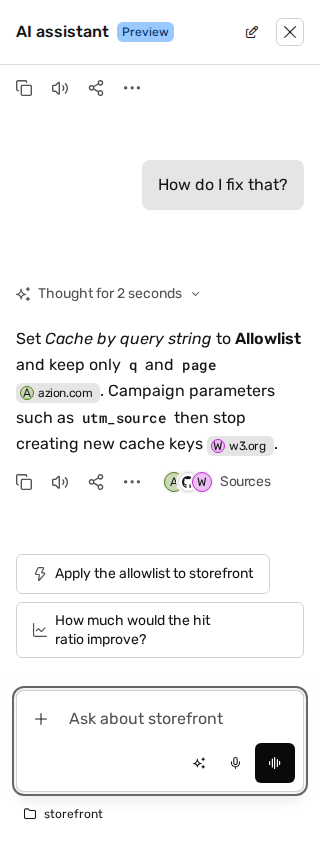 AI assistant Preview
How do I fix that?
Thought for 2 seconds
Set Cache by query string to Allowlist
and keep only q and page
A azion.com. Campaign parameters
such as utm_source then stop
creating new cache keys W w3.org.
A W Sources
Apply the allowlist to storefront
How much would the hit
ratio improve?
Ask about storefront
storefront